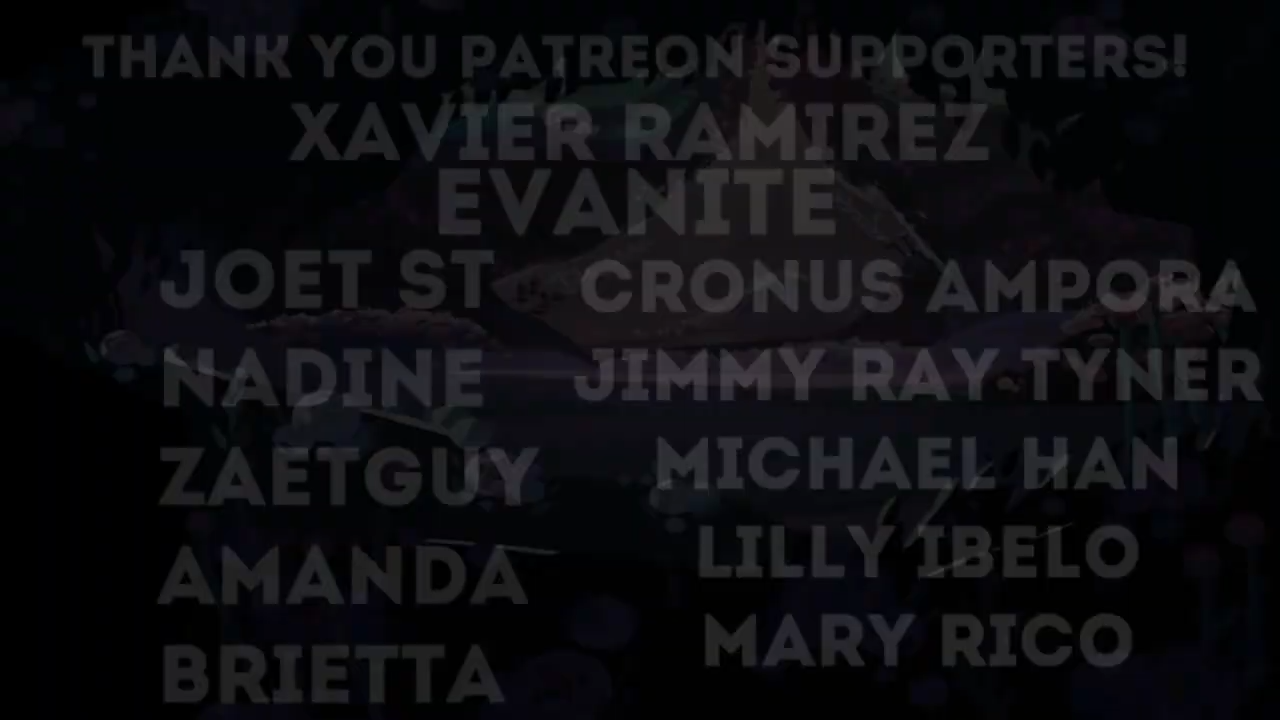 THANK YOU PATREON SUPPORTERS!
XAVIER RAMIREZ
EVANITE
JOET ST
CRONUS AMPORA
NADINE
JIMMY RAY TYNER
ZAETGUY
MICHAEL HAN
AMANDA
LILLY IBELO
BRIETTA
MARY RICO